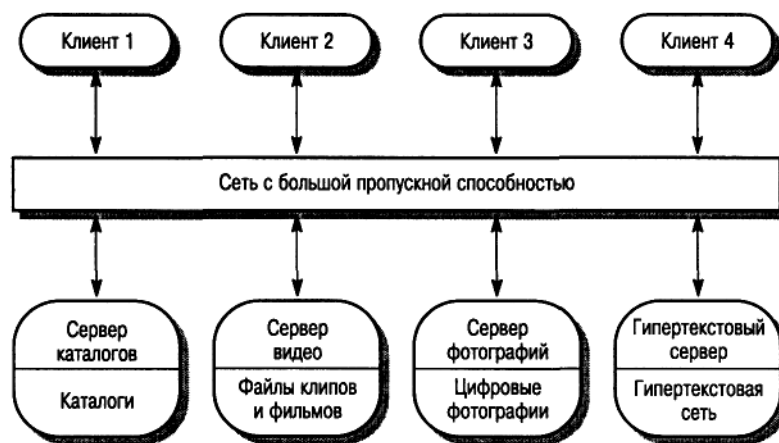 Клиент 1
Клиент 2
Клиент 3
Клиент 4
Сеть с большой пропускной способностью
Сервер
каталогов
Каталоги
Сервер
видео
Файлы клипов
и фильмов
Сервер
фотографий
Цифровые
фотографии
Гипертекстовый
сервер
Гипертекстовая
сеть